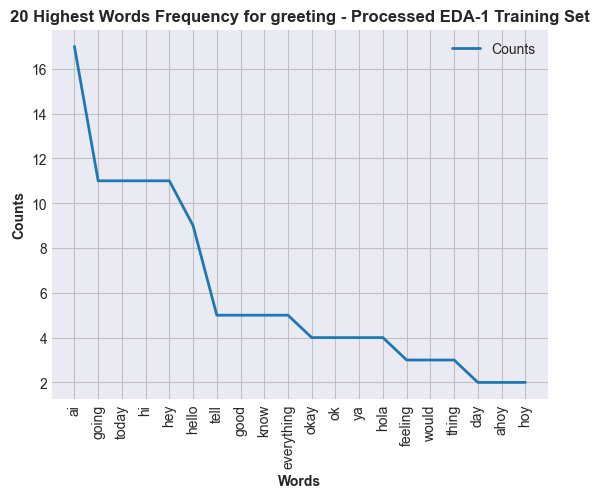 20 Highest Words Frequency for greeting - Processed EDA-1 Training Set
Counts
16
14
12
10
8
6
4
2
Counts
ai
going
today
hi
hey
hello
tell
good
know
everything
okay
ok
ya
hola
feeling
would
thing
day
ahoy
hoy
Words